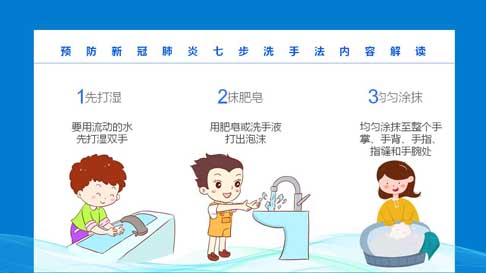 预防新冠肺炎七步洗手法内容解读
1先打湿
要用流动的水
先打湿双手
2抹肥皂
用肥皂或洗手液
打出泡沫
3均匀涂抹
均匀涂抹至整个手
掌、手背、手指、
指缝和手腕处